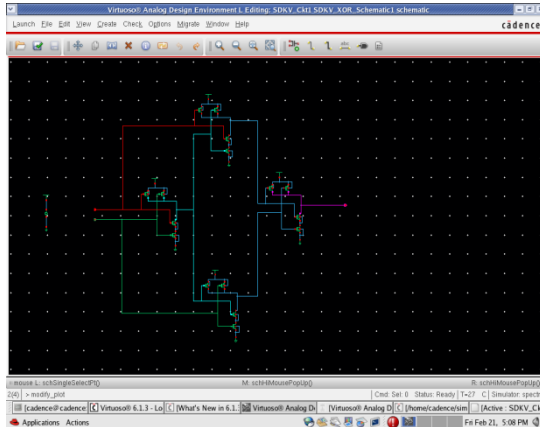 Virtuoso® Analog Design Environment L Editing: SDKV_Ckt1 SDKV_XOR_Schematic1 schematic
Launch File Edit View Create Check Options Migrate Window Help
cādence
mouse L: schSingleSelectPt() M: schHiMousePopUp() R: schHiMousePopUp()
2(4) > modify_plot Cmd: Sel: 0 Status: Ready T=27 C Simulator: spectr
[cadence@cadence: Virtuoso® 6.1.3 - Lo [What's New in 6.1. Virtuoso® Analog De [Virtuoso® Analog D [/home/cadence/sim [Active : SDKV_Ck
Applications Actions Fri Feb 21, 5:08 PM